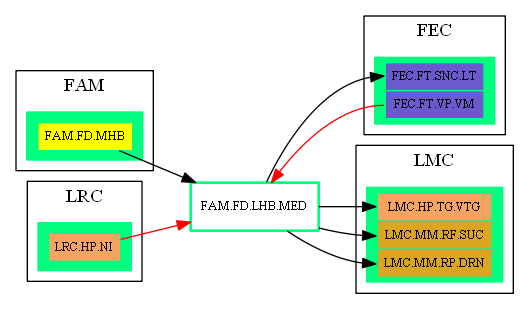 FAM
FAM.FD.MHB
LRC
LRC.HP.NI
FAM.FD.LHB.MED
FEC
FEC.FT.SNC.LT
FEC.FT.VP.VM
LMC
LMC.HP.TG.VTG
LMC.MM.RF.SUC
LMC.MM.RP.DRN